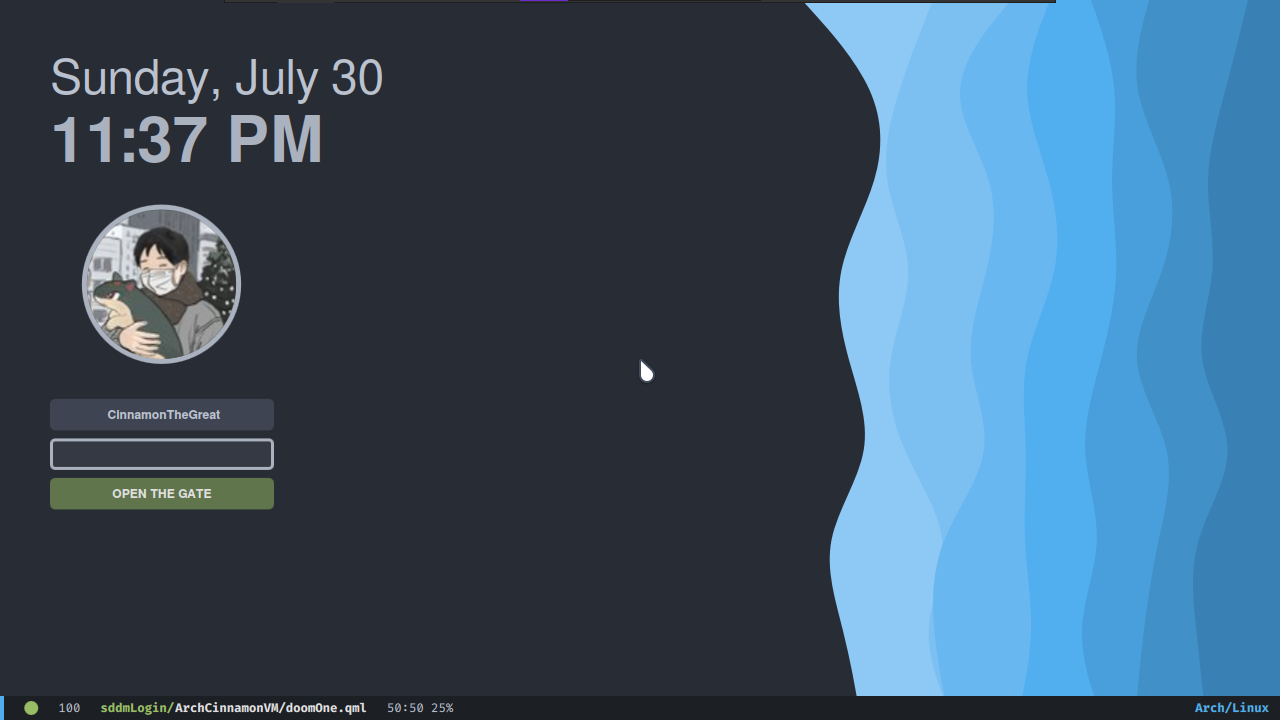 Sunday, July 30
11:37 PM
CinnamonTheGreat
OPEN THE GATE
100 sddmLogin/ArchCinnamonVM/doomOne.qml 50:50 25% Arch/Linux